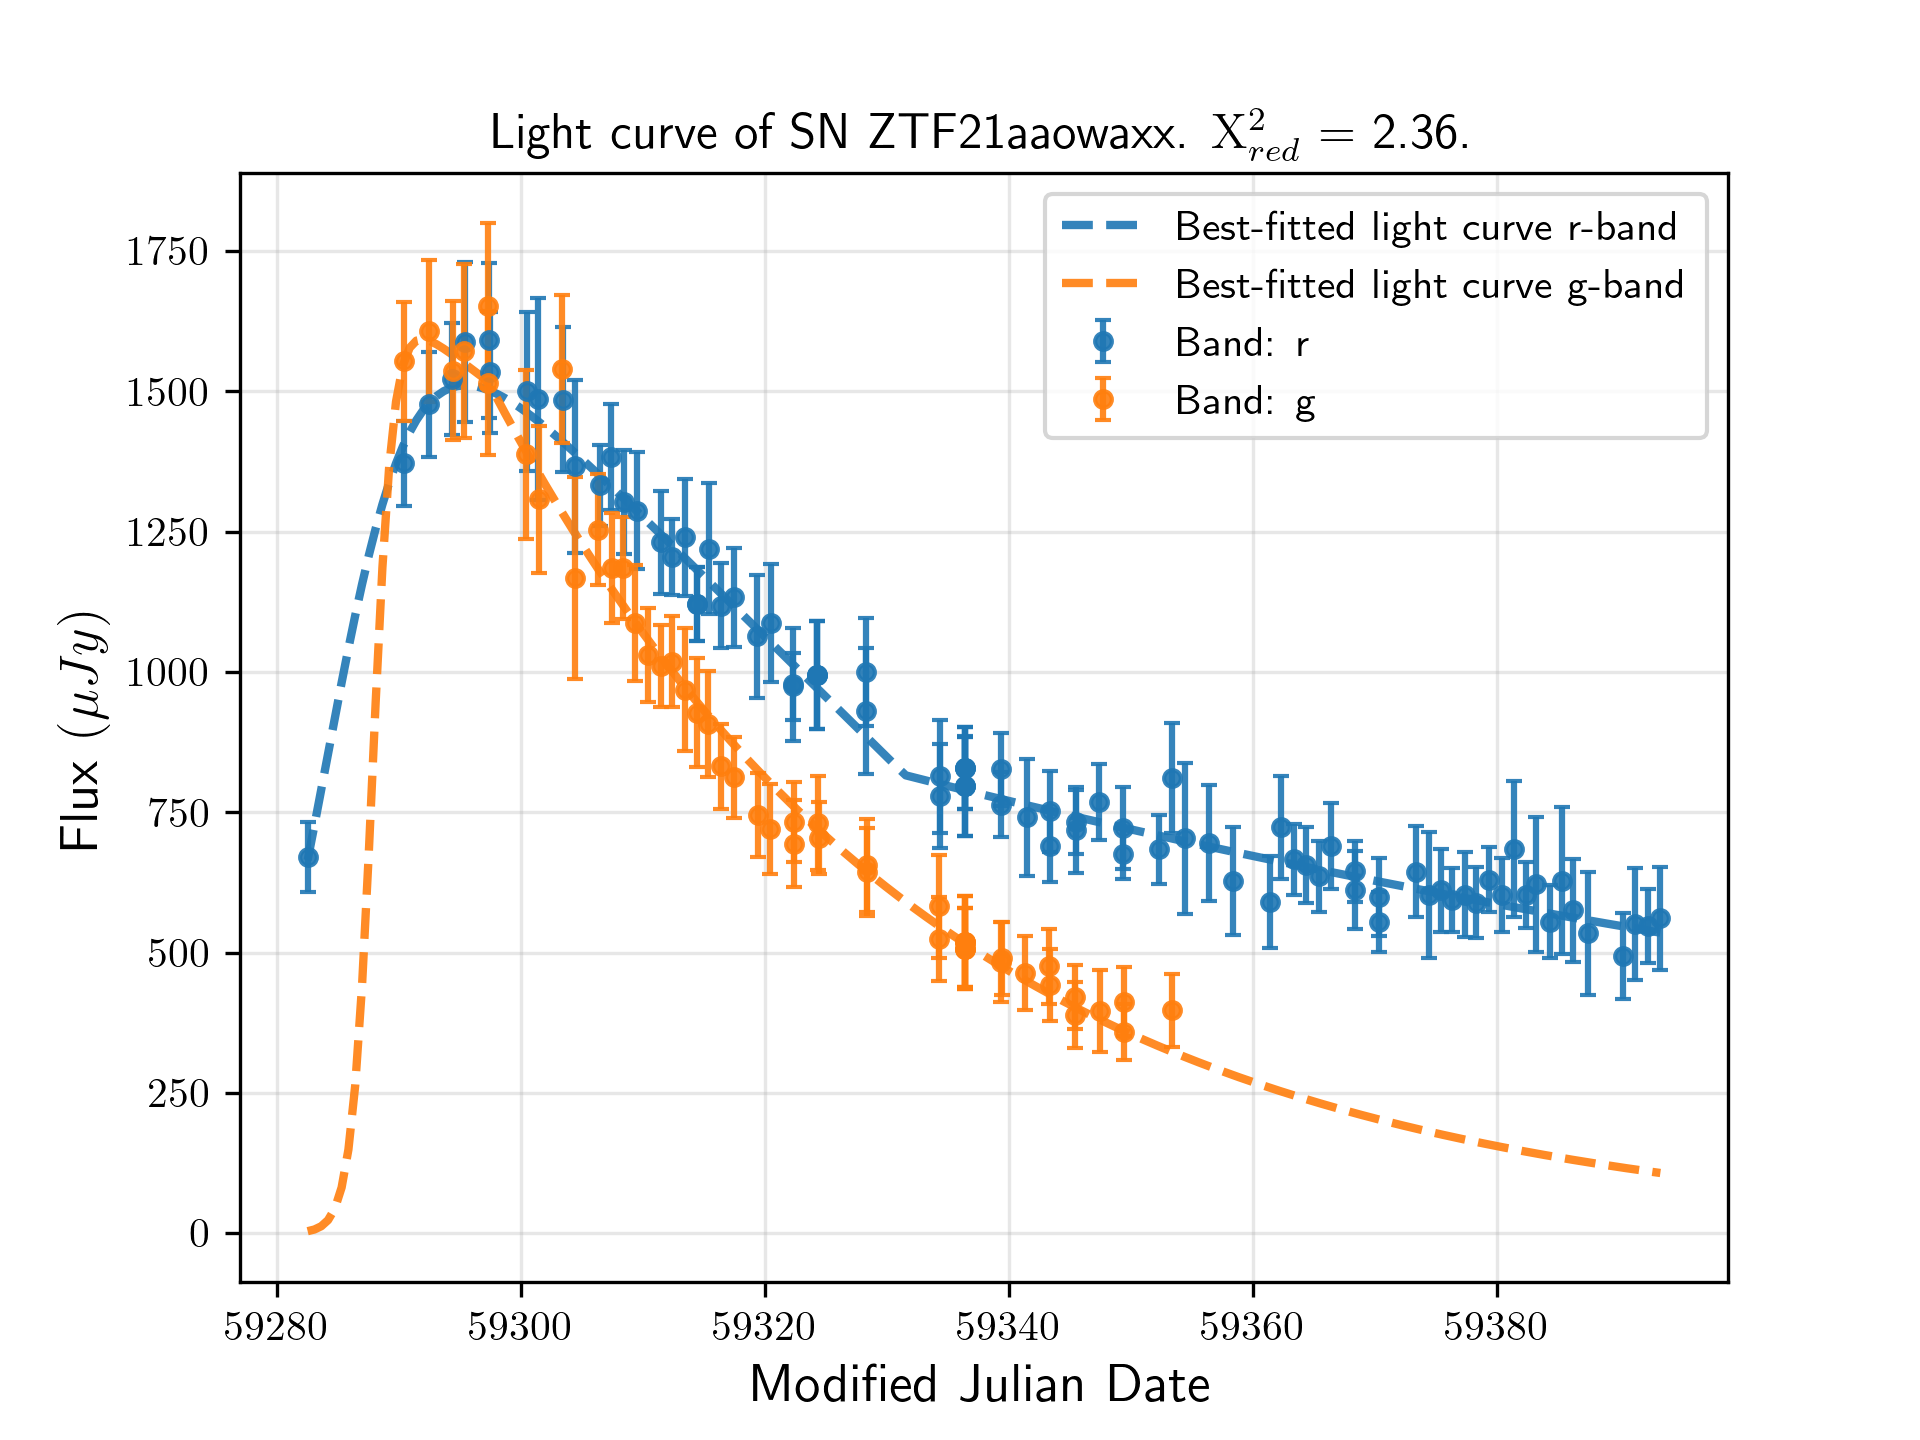 Light curve of SN ZTF21aaowaxx. X²_red = 2.36.
Best-fitted light curve r-band
Best-fitted light curve g-band
Band: r
Band: g
Flux (μJy)
1750
1500
1250
1000
750
500
250
0
59280 59300 59320 59340 59360 59380
Modified Julian Date